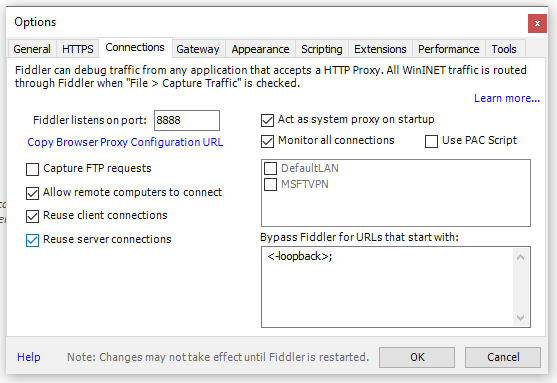 Options
x
General HTTPS Connections Gateway Appearance Scripting Extensions Performance Tools
Fiddler can debug traffic from any application that accepts a HTTP Proxy. All WinINET traffic is routed
through Fiddler when "File > Capture Traffic" is checked.
Learn more...
Fiddler listens on port: 8888
Copy Browser Proxy Configuration URL
Capture FTP requests
Allow remote computers to connect
Reuse client connections
Reuse server connections
Act as system proxy on startup
Monitor all connections Use PAC Script
DefaultLAN
MSFTVPN
Bypass Fiddler for URLs that start with:
<-loopback>;
Help Note: Changes may not take effect until Fiddler is restarted. OK Cancel